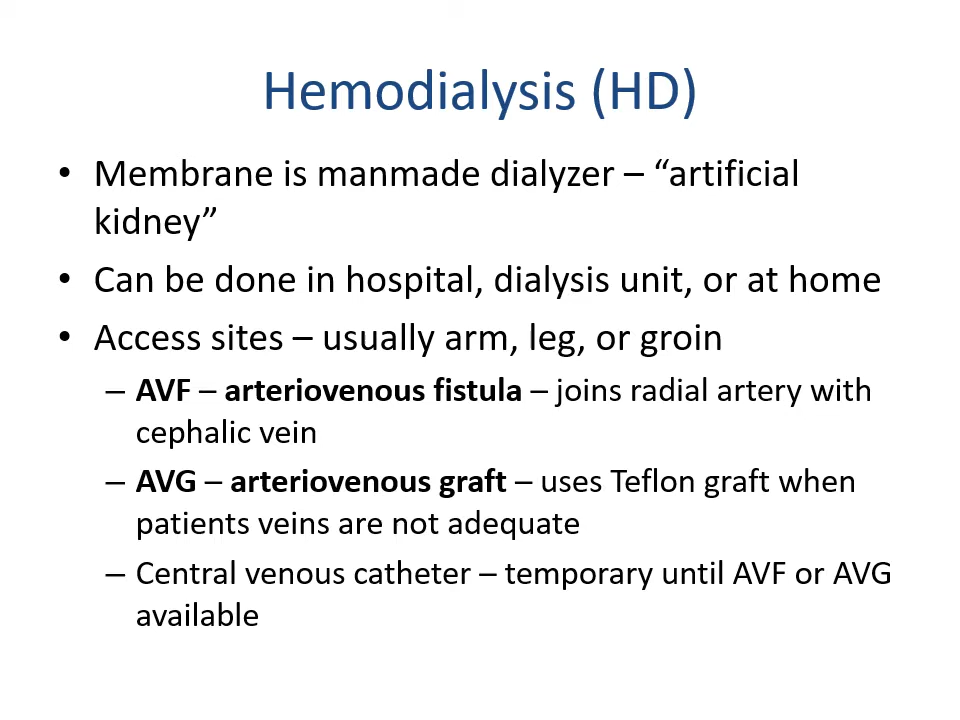 Hemodialysis (HD)
• Membrane is manmade dialyzer – “artificial
kidney”
• Can be done in hospital, dialysis unit, or at home
• Access sites – usually arm, leg, or groin
– AVF – arteriovenous fistula – joins radial artery with
cephalic vein
– AVG – arteriovenous graft – uses Teflon graft when
patients veins are not adequate
– Central venous catheter – temporary until AVF or AVG
available